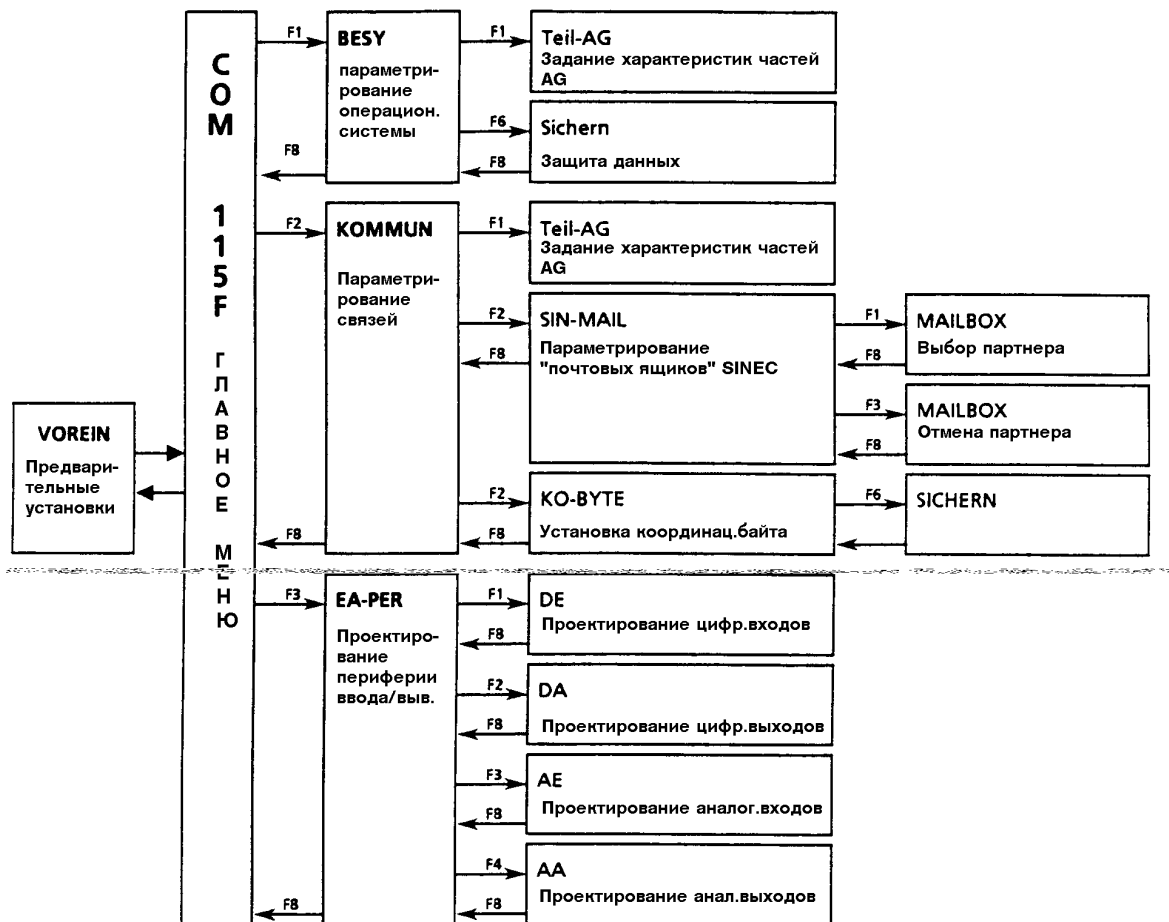 COM 115F ГЛАВНОЕ МЕНЮ
VOREIN
Предвари-
тельные
установки
F1
F8
BESY
параметри-
рование
операцион.
системы
F1
Teil-AG
Задание характеристик частей
AG
F6
F8
Sichern
Защита данных
F2
F8
KOMMUN
Параметри-
рование
связей
F1
Teil-AG
Задание характеристик частей
AG
F2
F8
SIN-MAIL
Параметрирование
"почтовых ящиков" SINEC
F1
F8
MAILBOX
Выбор партнера
F3
F8
MAILBOX
Отмена партнера
F2
F8
KO-BYTE
Установка координац.байта
F6
SICHERN
F3
F8
EA-PER
Проектиро-
вание
периферии
ввода/выв.
F1
F8
DE
Проектирование цифр.входов
F2
F8
DA
Проектирование цифр.выходов
F3
F8
AE
Проектирование аналог.входов
F4
F8
AA
Проектирование анал.выходов